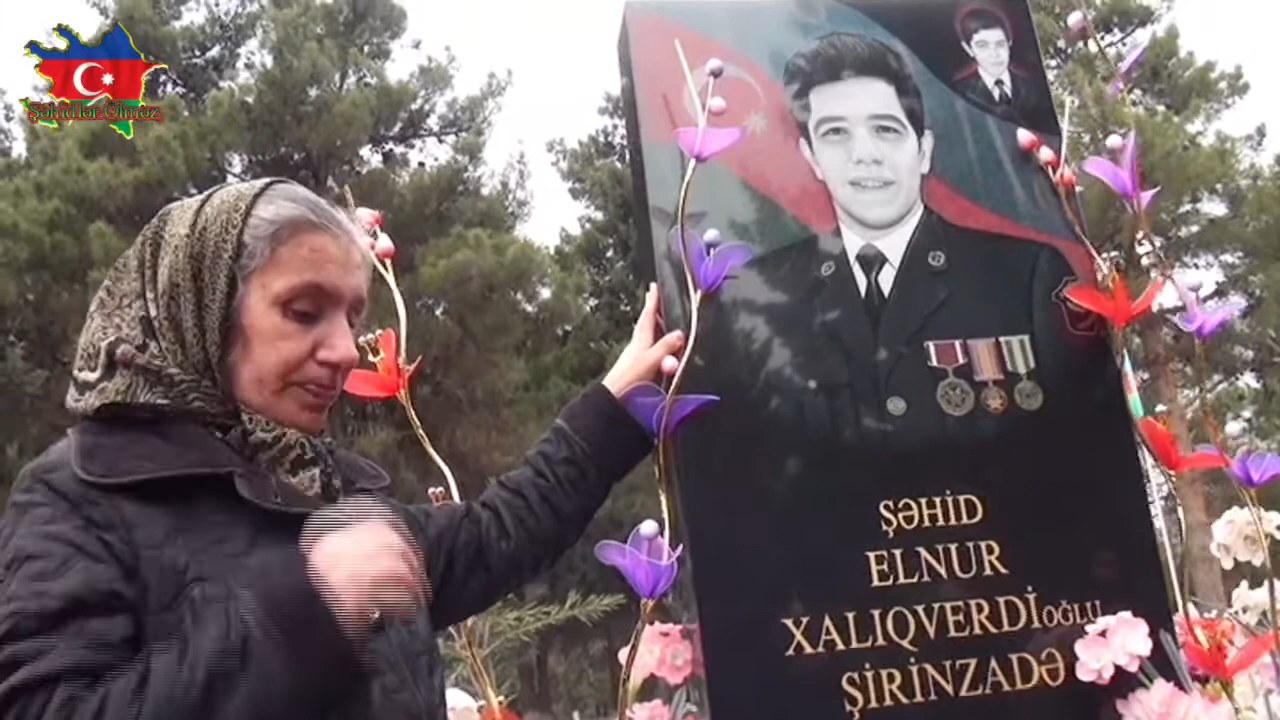 Şəhidlər Ölməz
ŞƏHİD
ELNUR
XALIQVERDİ OĞLU
ŞİRİNZADƏ